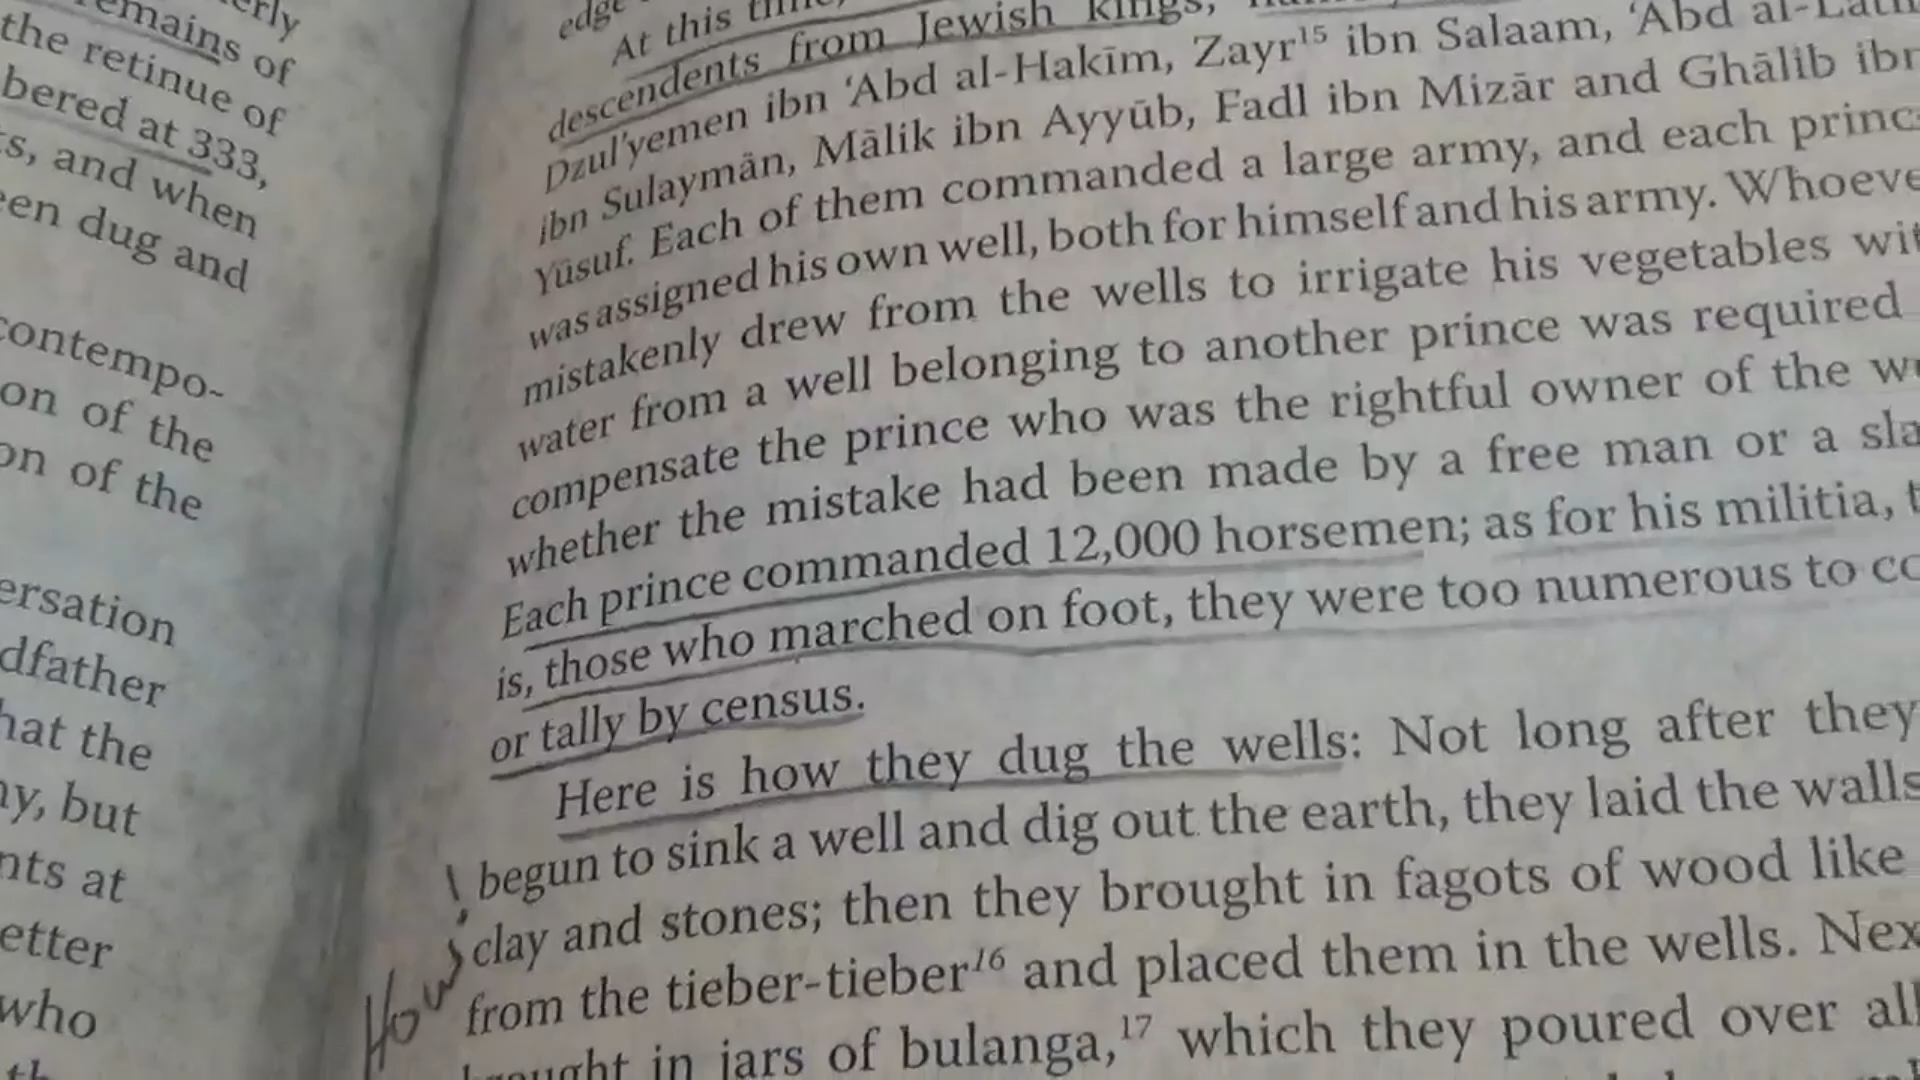 emains of
the retinue of
bered at 333,
s, and when
een dug and
contempo-
on of the
on of the
ersation
dfather
hat the
ny, but
nts at
etter
who
th
edge
At this time,
descendents from Jewish kings,
Dzul'yemen ibn ‘Abd al-Hakīm, Zayr15 ibn Salaam, ‘Abd al-Latī
ibn Sulaymān, Mālik ibn Ayyūb, Fadl ibn Mizār and Ghālib ibn
Yūsuf. Each of them commanded a large army, and each princ
was assigned his own well, both for himself and his army. Whoeve
mistakenly drew from the wells to irrigate his vegetables wit
water from a well belonging to another prince was required
compensate the prince who was the rightful owner of the w
whether the mistake had been made by a free man or a sla
Each prince commanded 12,000 horsemen; as for his militia, t
is, those who marched on foot, they were too numerous to co
or tally by census.
Here is how they dug the wells: Not long after they
begun to sink a well and dig out the earth, they laid the walls
clay and stones; then they brought in fagots of wood like
from the tieber-tieber16 and placed them in the wells. Nex
brought in jars of bulanga,17 which they poured over all
How